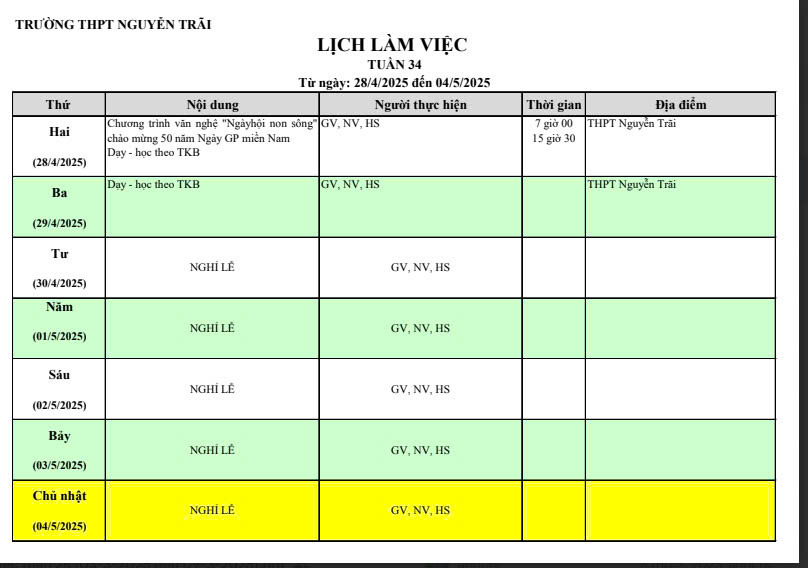 TRƯỜNG THPT NGUYỄN TRÃI
LỊCH LÀM VIỆC
TUẦN 34
Từ ngày: 28/4/2025 đến 04/5/2025
Thứ Nội dung Người thực hiện Thời gian Địa điểm
Hai
(28/4/2025)
Chương trình văn nghệ "Ngàyhội non sông"
chào mừng 50 năm Ngày GP miền Nam
Dạy - học theo TKB
GV, NV, HS
7 giờ 00
15 giờ 30
THPT Nguyễn Trãi
Ba
(29/4/2025)
Dạy - học theo TKB
GV, NV, HS
THPT Nguyễn Trãi
Tư
(30/4/2025)
NGHỈ LỄ
GV, NV, HS
Năm
(01/5/2025)
NGHỈ LỄ
GV, NV, HS
Sáu
(02/5/2025)
NGHỈ LỄ
GV, NV, HS
Bảy
(03/5/2025)
NGHỈ LỄ
GV, NV, HS
Chủ nhật
(04/5/2025)
NGHỈ LỄ
GV, NV, HS